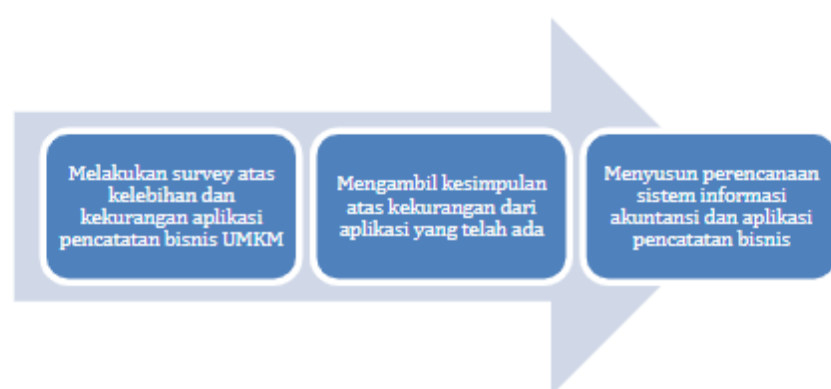 Melakukan survey atas
kelebihan dan
kekurangan aplikasi
pencatatan bisnis UMKM
Mengambil kesimpulan
atas kekurangan dari
aplikasi yang telah ada
Menyusun perencanaan
sistem informasi
akuntansi dan aplikasi
pencatatan bisnis